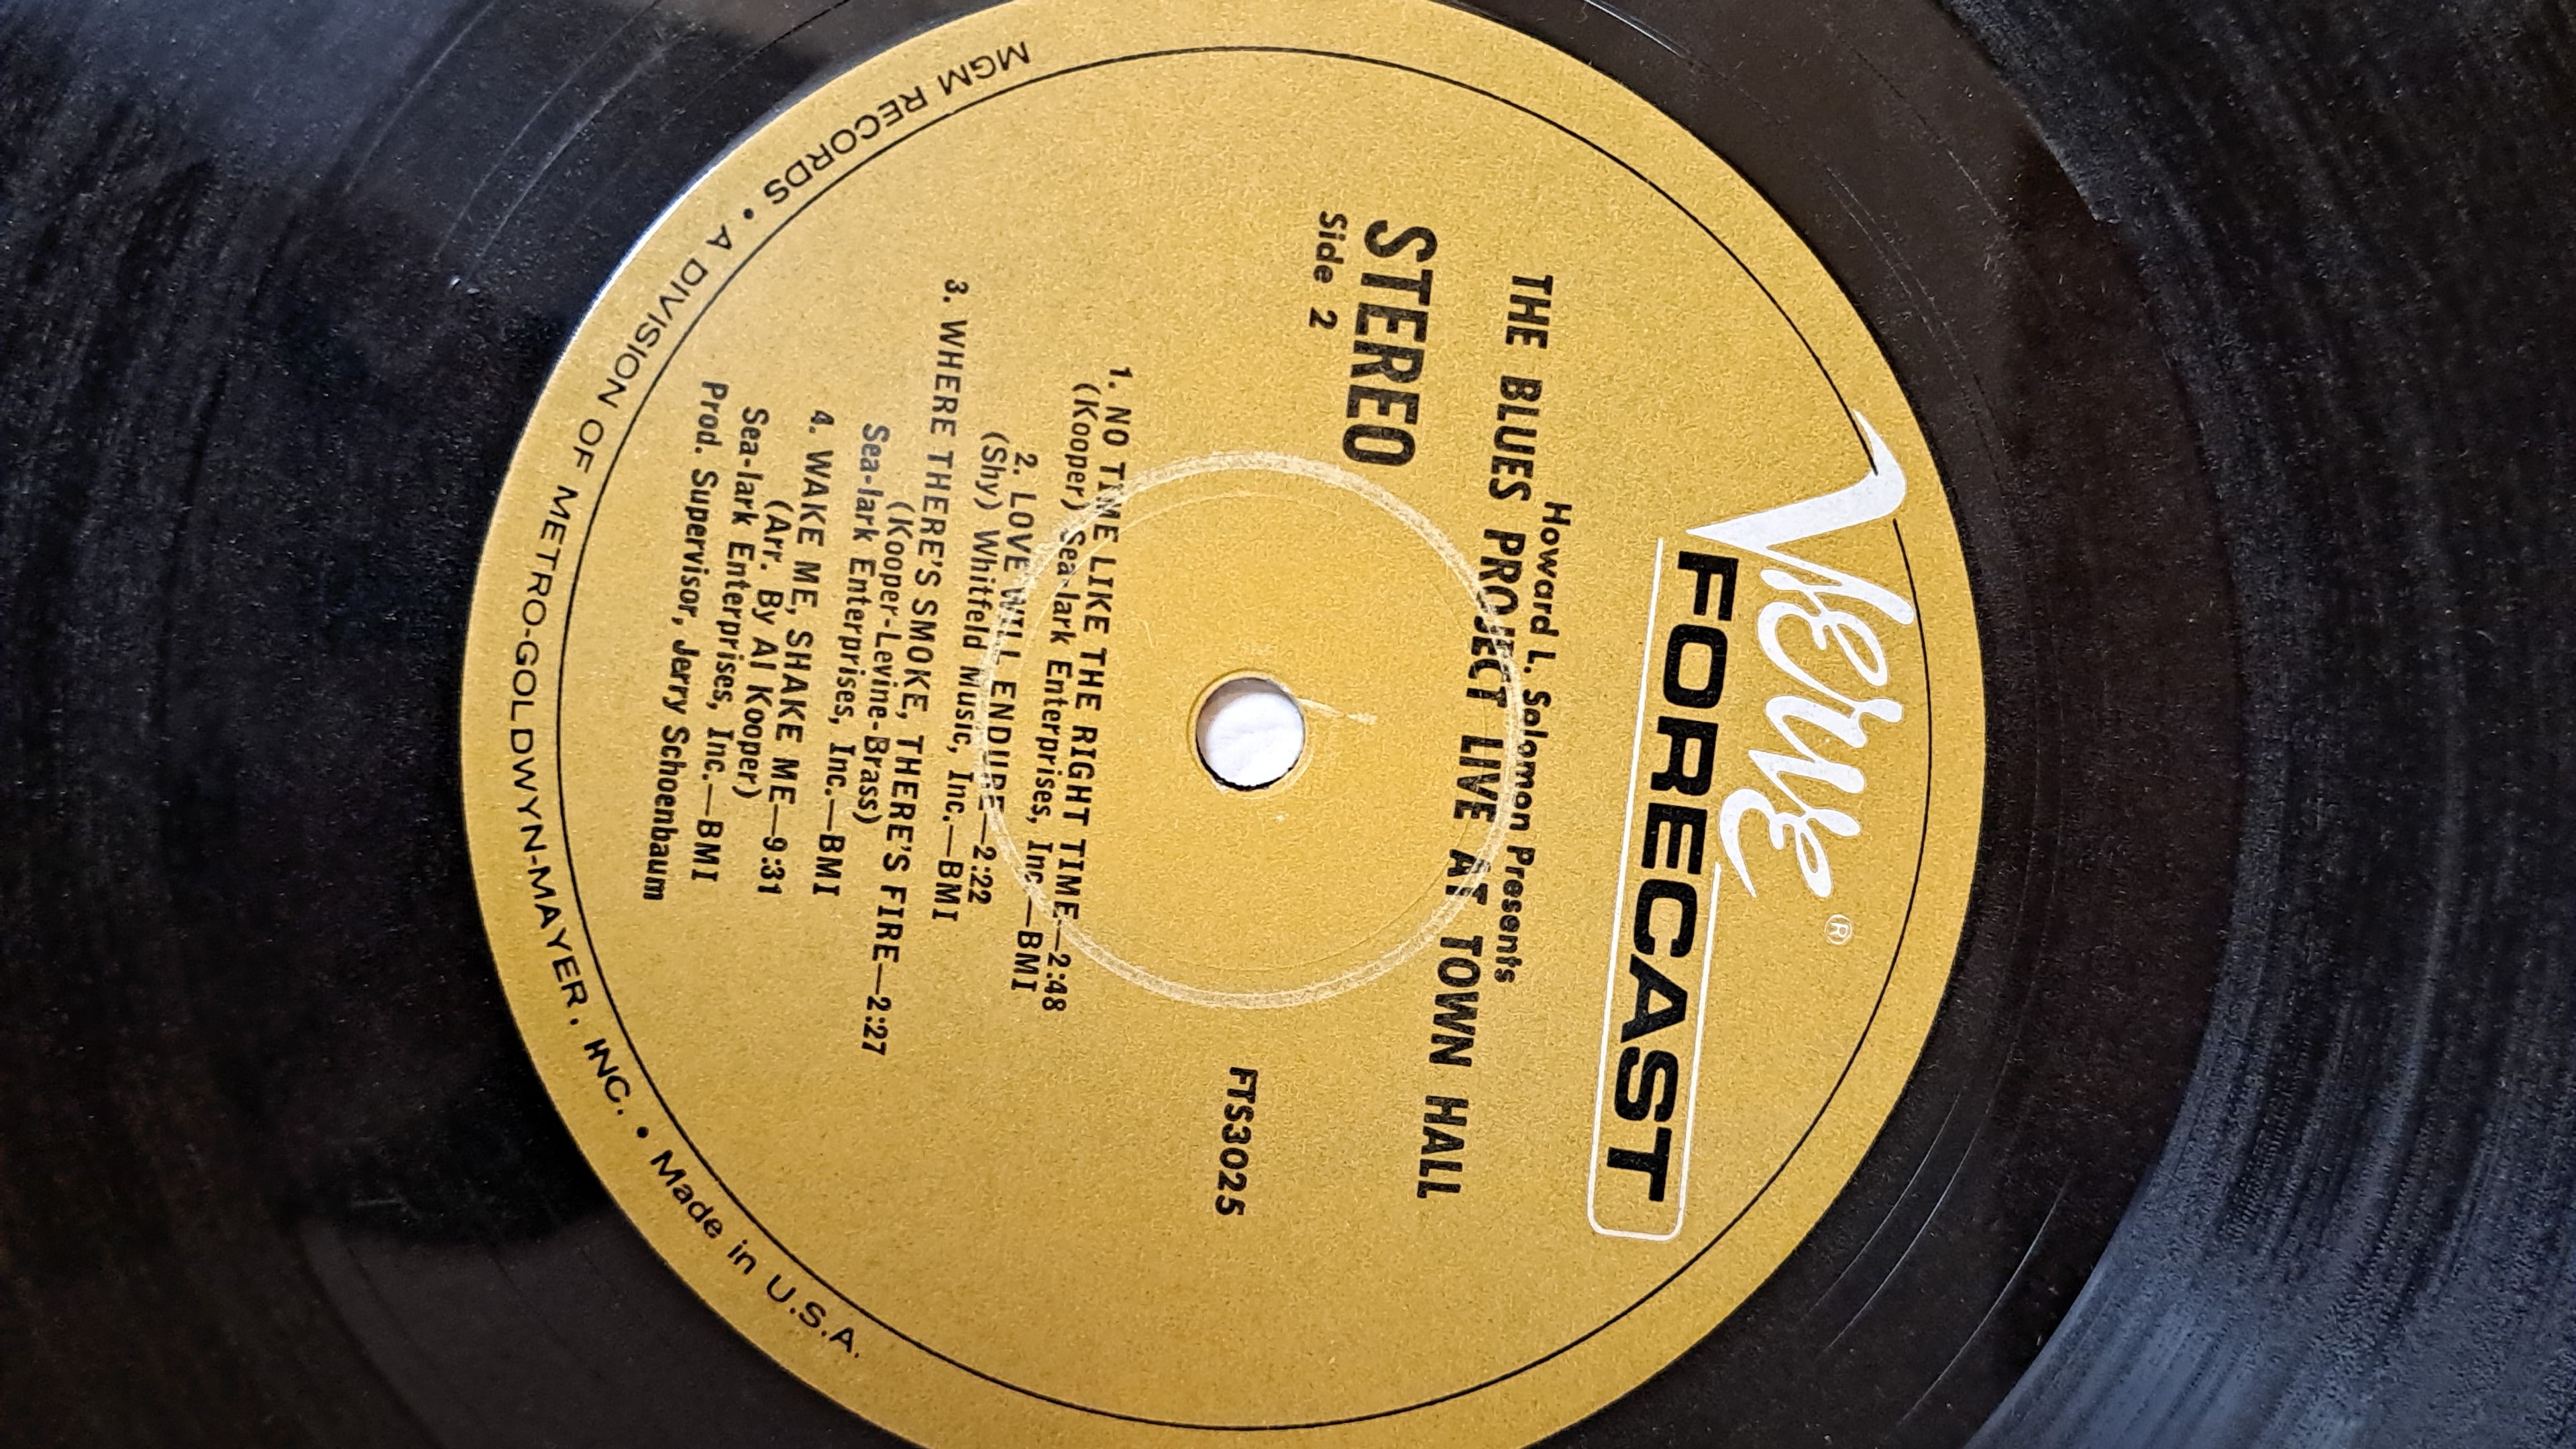 Verve ®
FORECAST
Howard L. Solomon Presents
THE BLUES PROJECT LIVE AT TOWN HALL
STEREO
Side 2
FTS3025
1. NO TIME LIKE THE RIGHT TIME—2:48
(Kooper) Sea-lark Enterprises, Inc.—BMI
2. LOVE WILL ENDURE—2:22
(Shy) Whitfeld Music, Inc.—BMI
3. WHERE THERE'S SMOKE, THERE'S FIRE—2:27
(Kooper-Levine-Brass)
Sea-lark Enterprises, Inc.—BMI
4. WAKE ME, SHAKE ME—9:31
(Arr. By Al Kooper)
Sea-lark Enterprises, Inc.—BMI
Prod. Supervisor, Jerry Schoenbaum
MGM RECORDS • A DIVISION OF METRO-GOLDWYN-MAYER, INC. • Made in U.S.A.